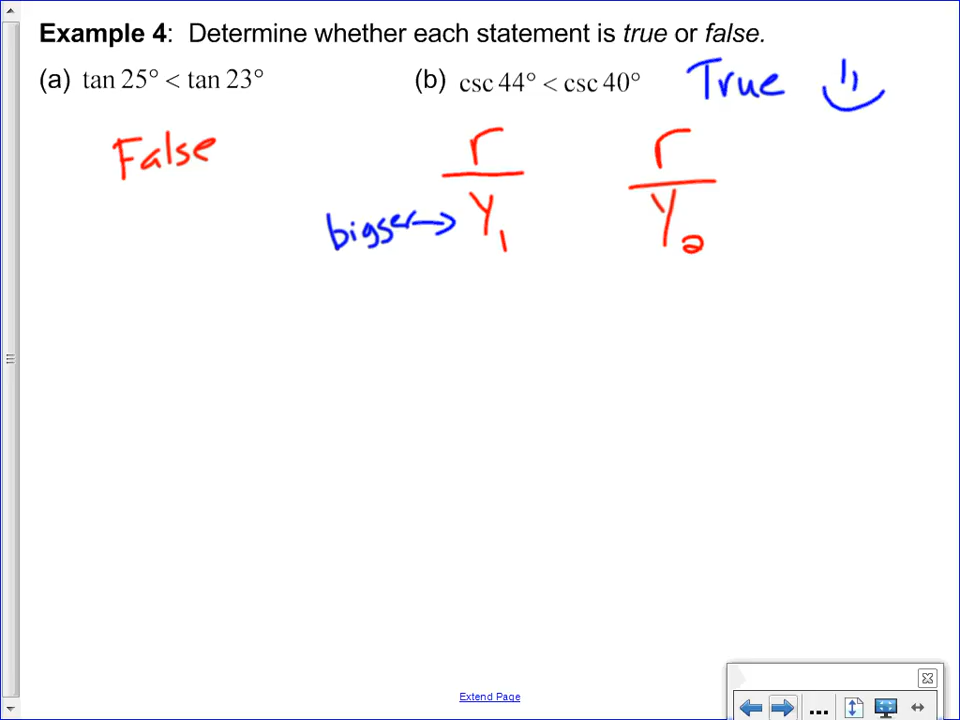 Example 4: Determine whether each statement is true or false.
(a) tan 25° < tan 23°
(b) csc 44° < csc 40° True
False
r r
bigger → y₁ y₂
Extend Page
...